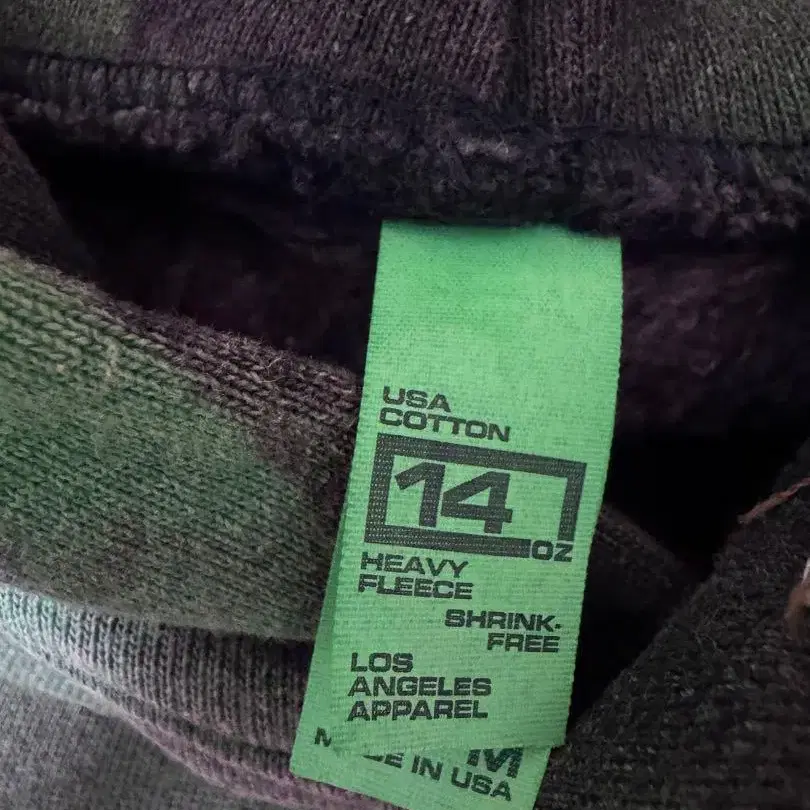 USA
COTTON
14
OZ
HEAVY
FLEECE
SHRINK-
FREE
LOS
ANGELES
APPAREL
M
IN USA